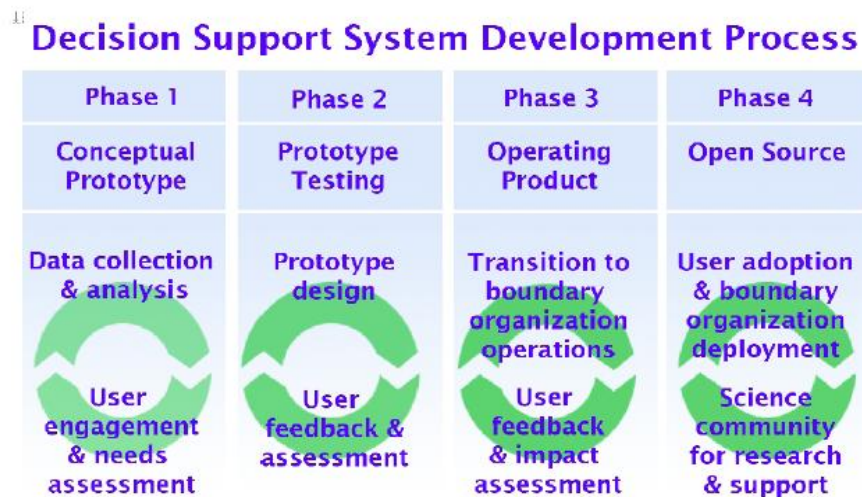 Decision Support System Development Process
Phase 1
Phase 2
Phase 3
Phase 4
Conceptual
Prototype
Prototype
Testing
Operating
Product
Open Source
Data collection
& analysis
User
engagement
& needs
assessment
Prototype
design
User
feedback &
assessment
Transition to
boundary
organization
operations
User
feedback
& impact
assessment
User adoption
& boundary
organization
deployment
Science
community
for research
& support